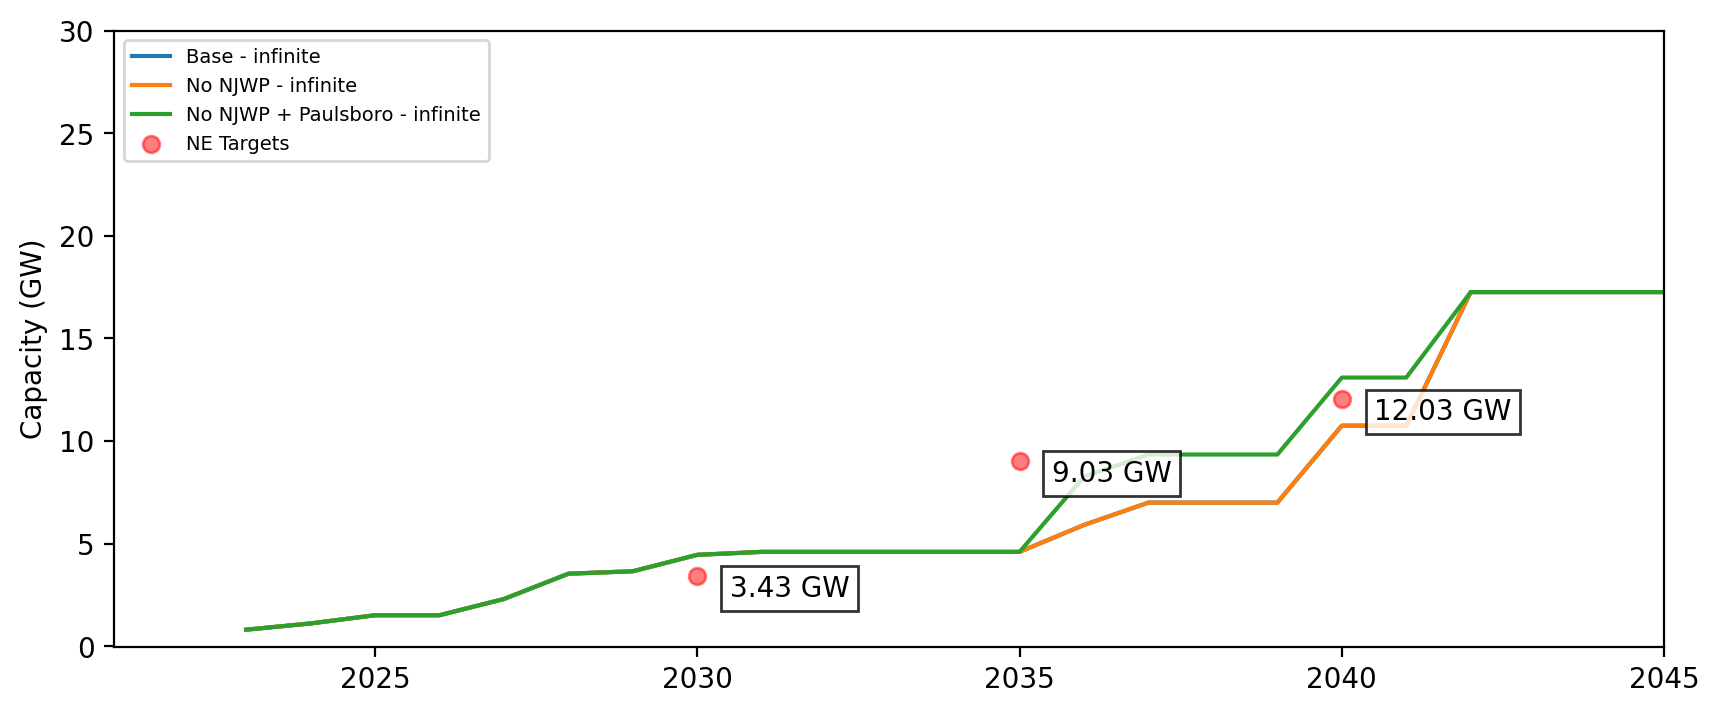 30
25
20
15
10
5
0
Capacity (GW)
Base - infinite
No NJWP - infinite
No NJWP + Paulsboro - infinite
NE Targets
12.03 GW
9.03 GW
3.43 GW
2025
2030
2035
2040
2045